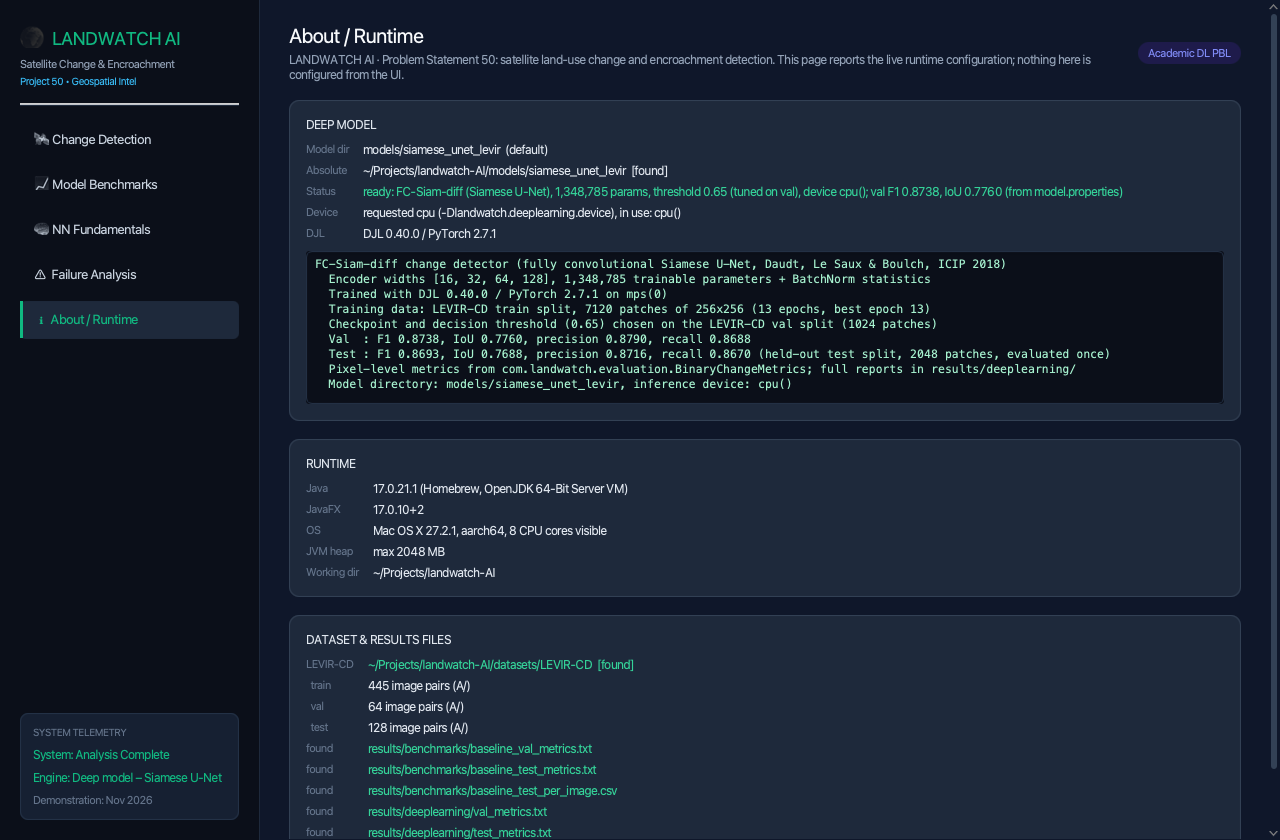 LANDWATCH AI
Satellite Change & Encroachment
Project 50 • Geospatial Intel
Change Detection
Model Benchmarks
NN Fundamentals
Failure Analysis
About / Runtime
SYSTEM TELEMETRY
System: Analysis Complete
Engine: Deep model – Siamese U-Net
Demonstration: Nov 2026
About / Runtime
LANDWATCH AI · Problem Statement 50: satellite land-use change and encroachment detection. This page reports the live runtime configuration; nothing here is
configured from the UI.
Academic DL PBL
DEEP MODEL
Model dir models/siamese_unet_levir (default)
Absolute ~/Projects/landwatch-AI/models/siamese_unet_levir [found]
Status ready: FC-Siam-diff (Siamese U-Net), 1,348,785 params, threshold 0.65 (tuned on val), device cpu(); val F1 0.8738, IoU 0.7760 (from model.properties)
Device requested cpu (-Dlandwatch.deeplearning.device), in use: cpu()
DJL DJL 0.40.0 / PyTorch 2.7.1
FC-Siam-diff change detector (fully convolutional Siamese U-Net, Daudt, Le Saux & Boulch, ICIP 2018)
Encoder widths [16, 32, 64, 128], 1,348,785 trainable parameters + BatchNorm statistics
Trained with DJL 0.40.0 / PyTorch 2.7.1 on mps(0)
Training data: LEVIR-CD train split, 7120 patches of 256x256 (13 epochs, best epoch 13)
Checkpoint and decision threshold (0.65) chosen on the LEVIR-CD val split (1024 patches)
Val : F1 0.8738, IoU 0.7760, precision 0.8790, recall 0.8688
Test : F1 0.8693, IoU 0.7688, precision 0.8716, recall 0.8670 (held-out test split, 2048 patches, evaluated once)
Pixel-level metrics from com.landwatch.evaluation.BinaryChangeMetrics; full reports in results/deeplearning/
Model directory: models/siamese_unet_levir, inference device: cpu()
RUNTIME
Java 17.0.21.1 (Homebrew, OpenJDK 64-Bit Server VM)
JavaFX 17.0.10+2
OS Mac OS X 27.2.1, aarch64, 8 CPU cores visible
JVM heap max 2048 MB
Working dir ~/Projects/landwatch-AI
DATASET & RESULTS FILES
LEVIR-CD ~/Projects/landwatch-AI/datasets/LEVIR-CD [found]
train 445 image pairs (A/)
val 64 image pairs (A/)
test 128 image pairs (A/)
found results/benchmarks/baseline_val_metrics.txt
found results/benchmarks/baseline_test_metrics.txt
found results/benchmarks/baseline_test_per_image.csv
found results/deeplearning/val_metrics.txt
found results/deeplearning/test_metrics.txt